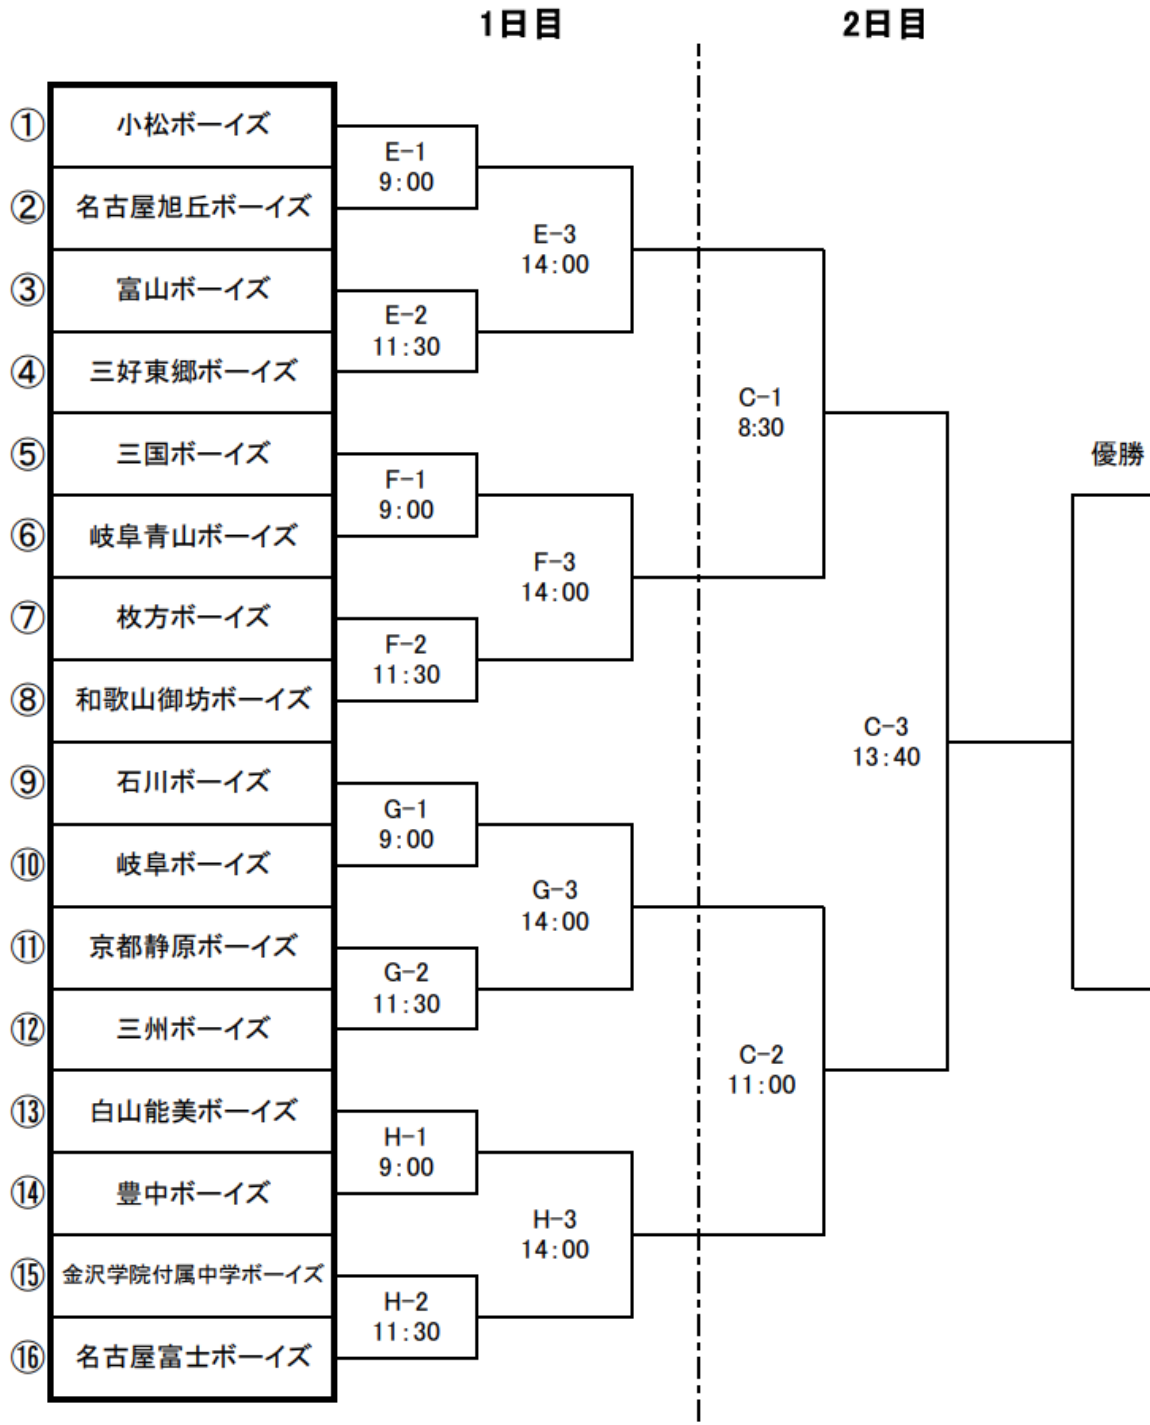 1日目
2日目
① 小松ボーイズ
② 名古屋旭丘ボーイズ
③ 富山ボーイズ
④ 三好東郷ボーイズ
⑤ 三国ボーイズ
⑥ 岐阜青山ボーイズ
⑦ 枚方ボーイズ
⑧ 和歌山御坊ボーイズ
⑨ 石川ボーイズ
⑩ 岐阜ボーイズ
⑪ 京都静原ボーイズ
⑫ 三州ボーイズ
⑬ 白山能美ボーイズ
⑭ 豊中ボーイズ
⑮ 金沢学院付属中学ボーイズ
⑯ 名古屋富士ボーイズ
E-1
9:00
E-2
11:30
F-1
9:00
F-2
11:30
G-1
9:00
G-2
11:30
H-1
9:00
H-2
11:30
E-3
14:00
F-3
14:00
G-3
14:00
H-3
14:00
C-1
8:30
C-2
11:00
C-3
13:40
優勝